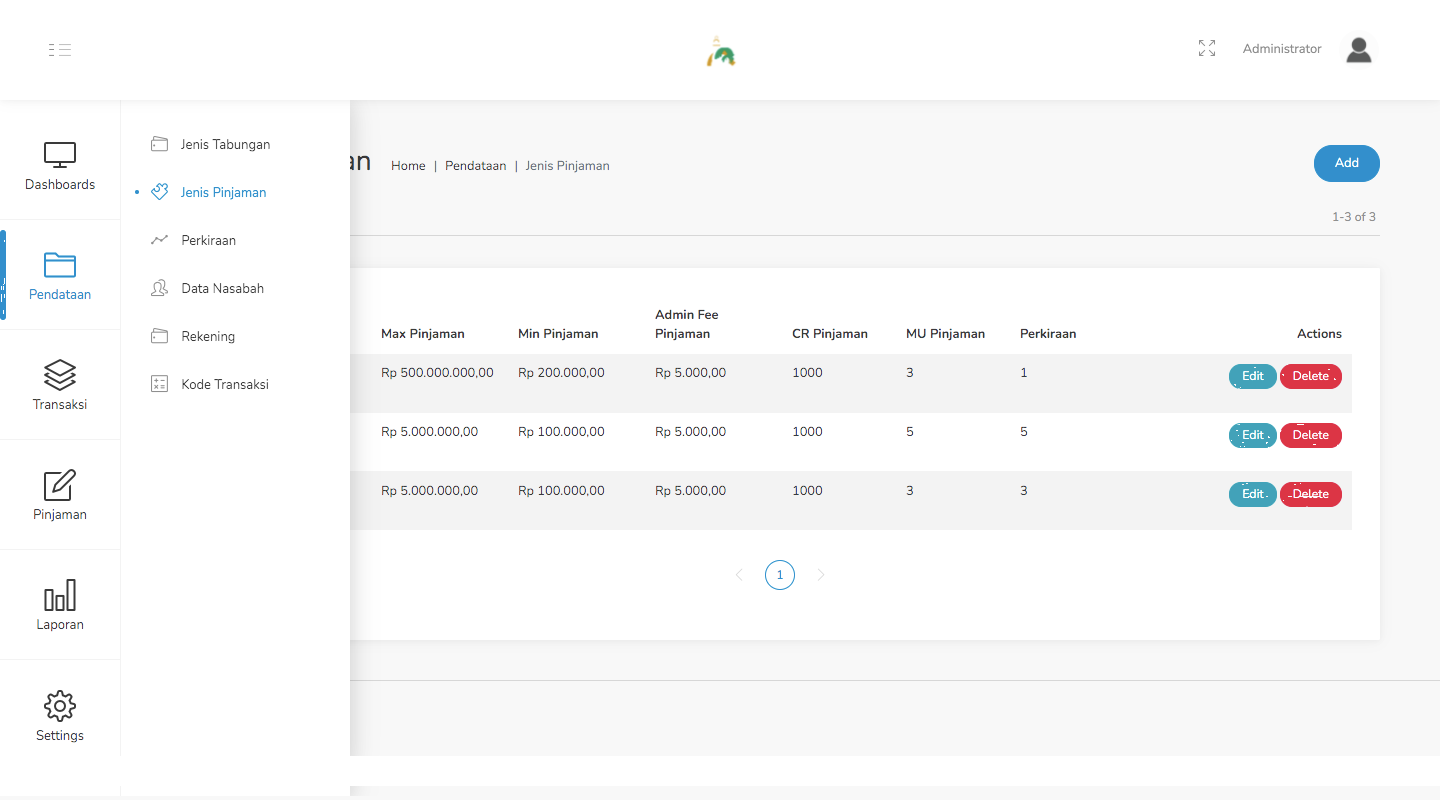 Administrator
Dashboards
Pendataan
Transaksi
Pinjaman
Laporan
Settings
Jenis Tabungan
Jenis Pinjaman
Perkiraan
Data Nasabah
Rekening
Kode Transaksi
Home | Pendataan | Jenis Pinjaman
Add
1-3 of 3
Max Pinjaman Min Pinjaman Admin Fee Pinjaman CR Pinjaman MU Pinjaman Perkiraan Actions
Rp 500.000.000,00 Rp 200.000,00 Rp 5.000,00 1000 3 1 Edit Delete
Rp 5.000.000,00 Rp 100.000,00 Rp 5.000,00 1000 5 5 Edit Delete
Rp 5.000.000,00 Rp 100.000,00 Rp 5.000,00 1000 3 3 Edit Delete
1